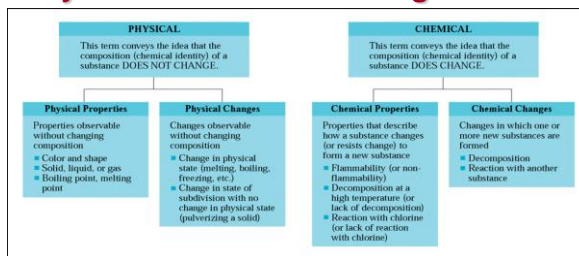 PHYSICAL
This term conveys the idea that the
composition (chemical identity) of a
substance DOES NOT CHANGE.
Physical Properties
Properties observable
without changing
composition
Color and shape
Solid, liquid, or gas
Boiling point, melting
point
Physical Changes
Changes observable
without changing
composition
Change in physical
state (melting, boiling,
freezing, etc.)
Change in state of
subdivision with no
change in physical state
(pulverizing a solid)
CHEMICAL
This term conveys the idea that the
composition (chemical identity) of a
substance DOES CHANGE.
Chemical Properties
Properties that describe
how a substance changes
(or resists change) to
form a new substance
Flammability (or non-
flammability)
Decomposition at a
high temperature (or
lack of decomposition)
Reaction with chlorine
(or lack of reaction
with chlorine)
Chemical Changes
Changes in which one or
more new substances are
formed
Decomposition
Reaction with another
substance